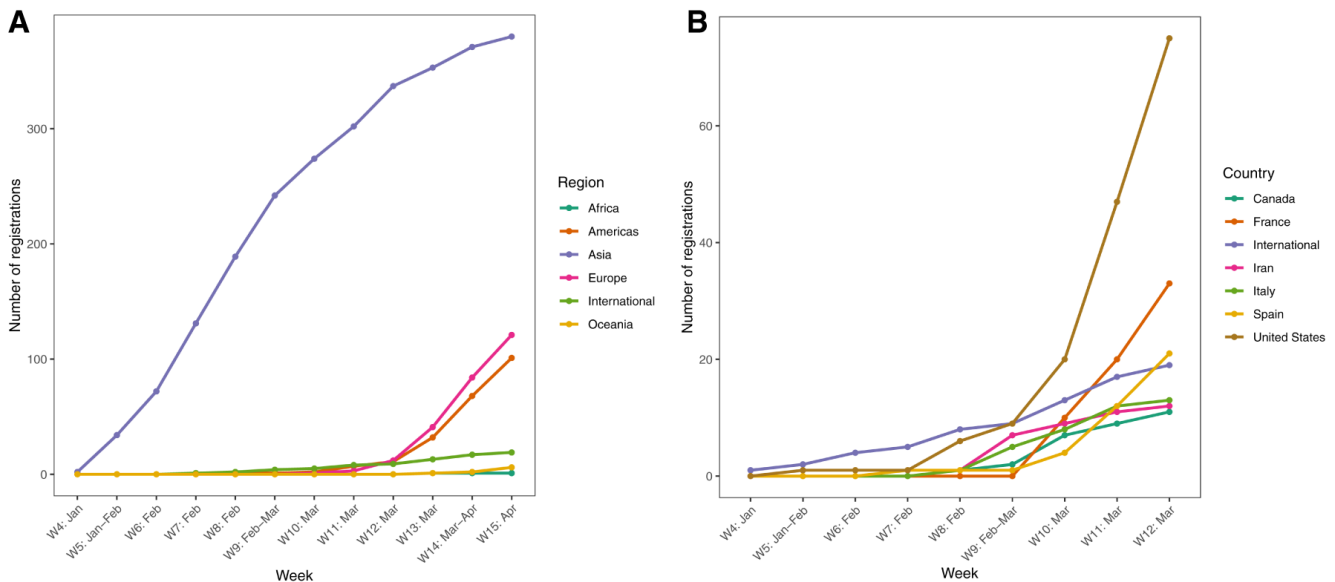 A
Number of registrations
300
200
100
0
W4: Jan
W5: Jan–Feb
W6: Feb
W7: Feb
W8: Feb
W9: Feb–Mar
W10: Mar
W11: Mar
W12: Mar
W13: Mar
W14: Mar–Apr
W15: Apr
Week
Region
Africa
Americas
Asia
Europe
International
Oceania
B
Number of registrations
60
40
20
0
W4: Jan
W5: Jan–Feb
W6: Feb
W7: Feb
W8: Feb
W9: Feb–Mar
W10: Mar
W11: Mar
W12: Mar
Week
Country
Canada
France
International
Iran
Italy
Spain
United States